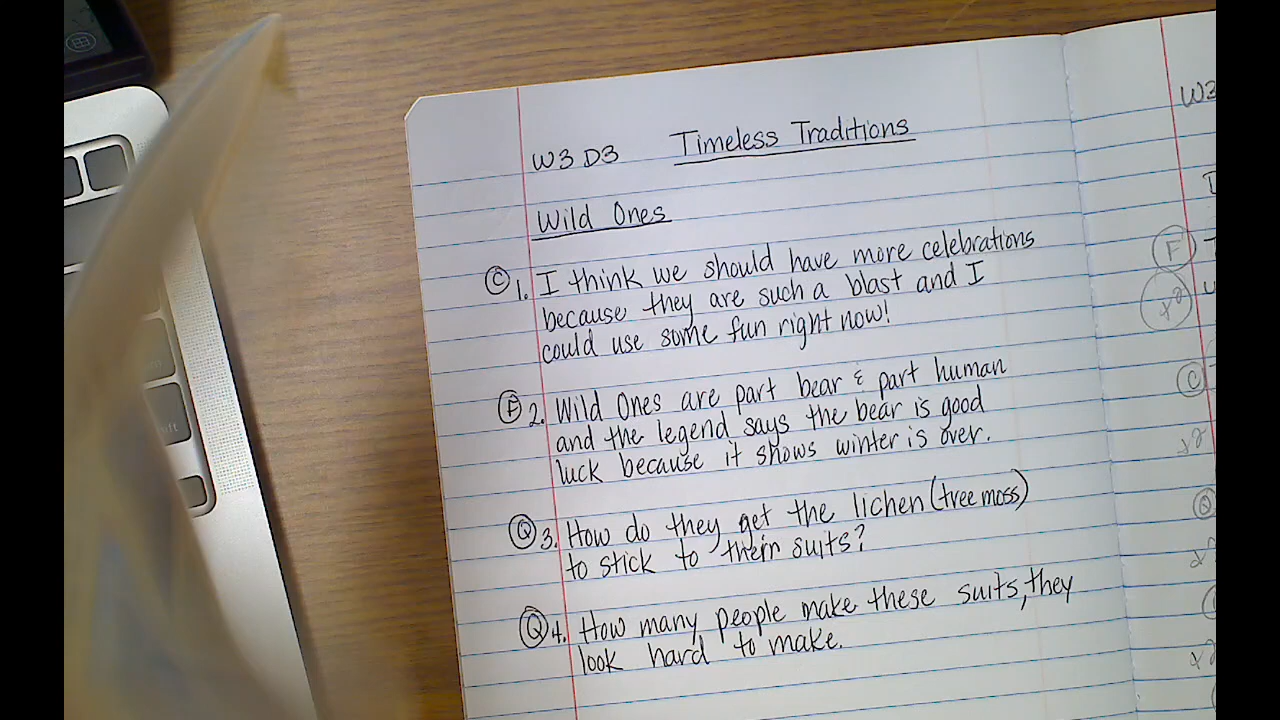 W3 D3 Timeless Traditions
Wild Ones
C 1. I think we should have more celebrations
because they are such a blast and I
could use some fun right now!
F 2. Wild Ones are part bear & part human
and the legend says the bear is good
luck because it shows winter is over.
Q 3. How do they get the lichen (tree moss)
to stick to their suits?
Q 4. How many people make these suits, they
look hard to make.
F
C
Q